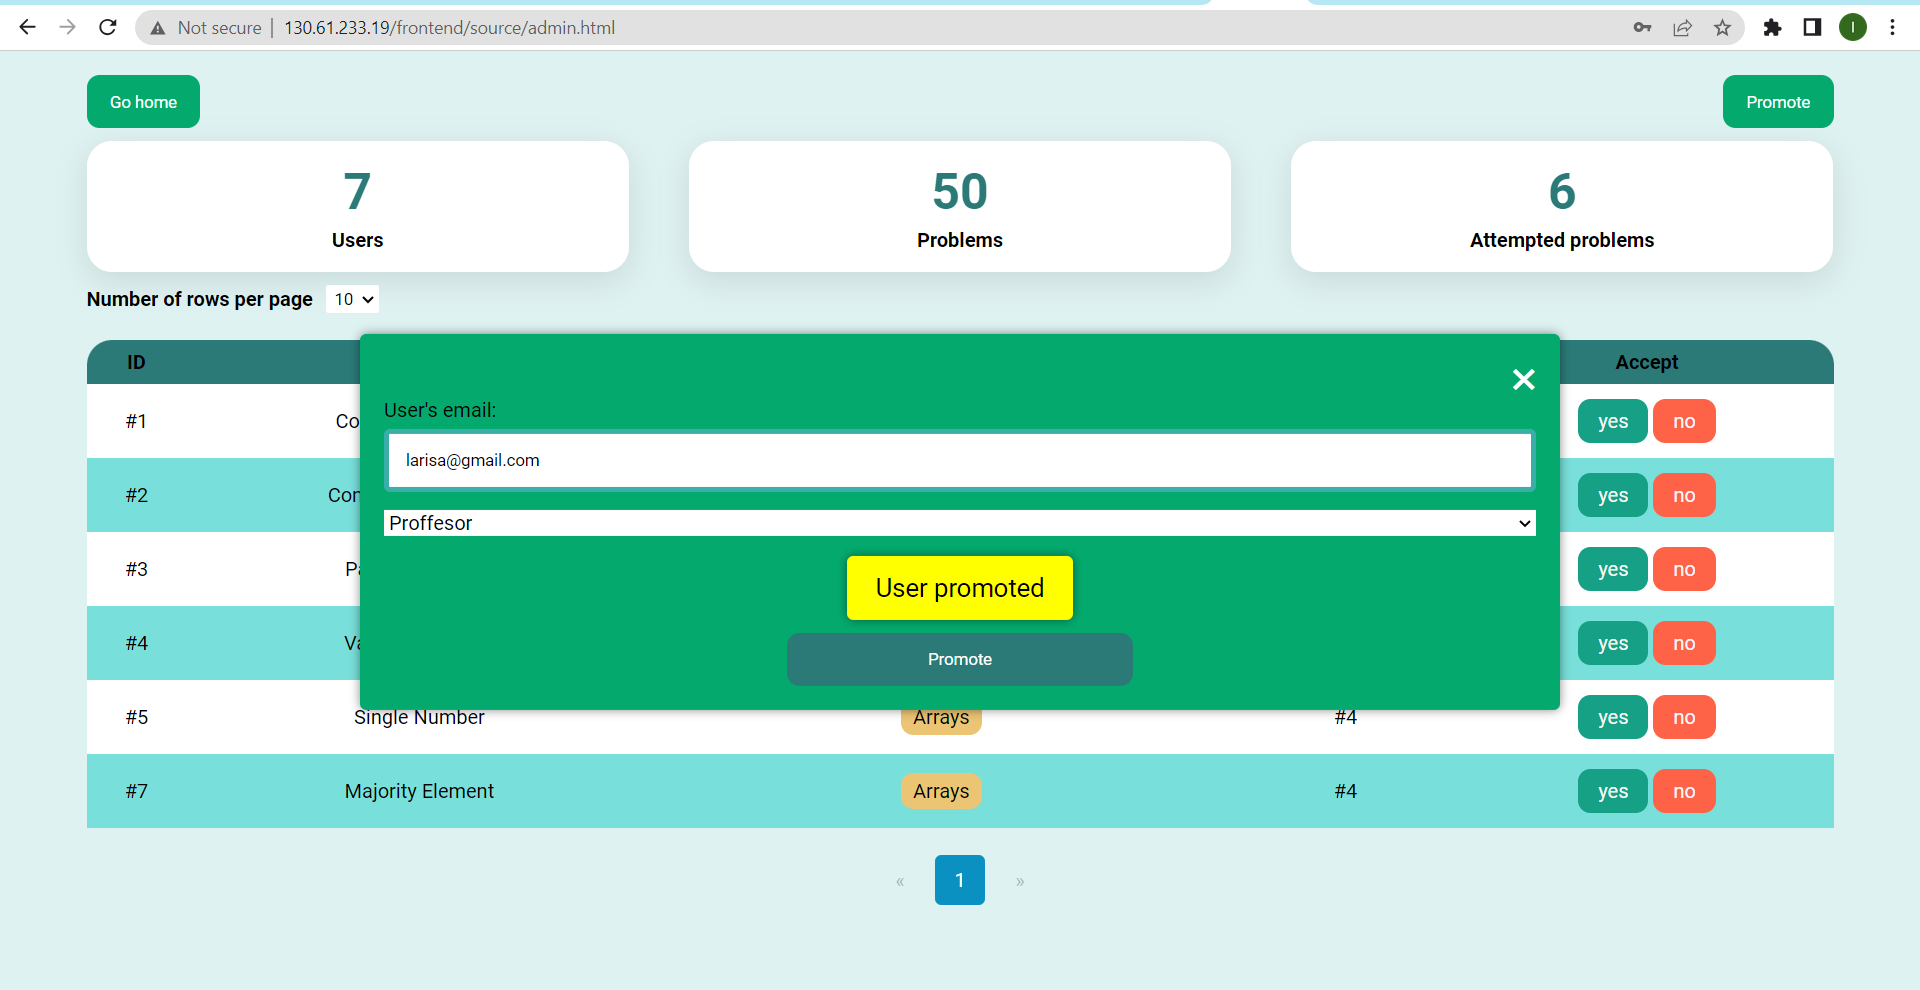 Not secure | 130.61.233.19/frontend/source/admin.html
I
Go home
Promote
7
Users
50
Problems
6
Attempted problems
Number of rows per page 10
ID
Accept
#1
Co
yes no
#2
Con
yes no
#3
Pa
yes no
#4
Va
yes no
#5 Single Number Arrays #4 yes no
#7 Majority Element Arrays #4 yes no
×
User's email:
larisa@gmail.com
Proffesor
User promoted
Promote
« 1 »